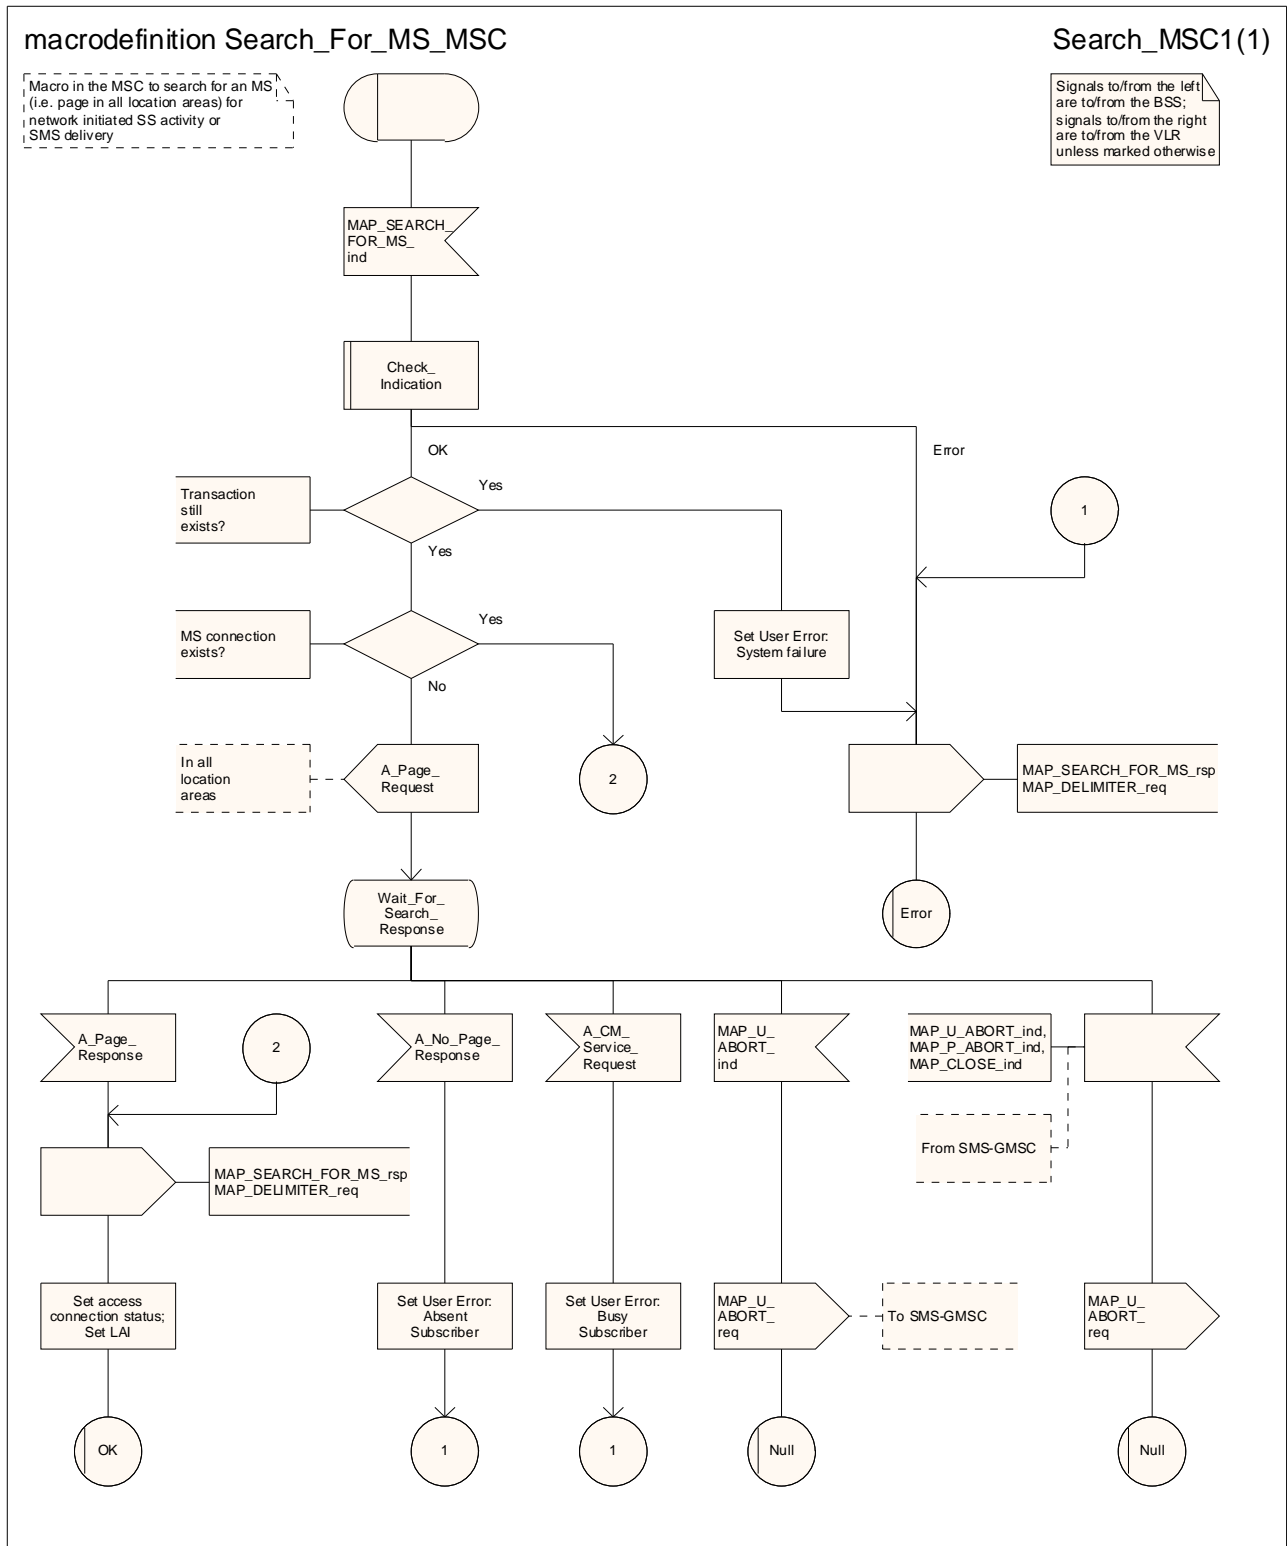 macrodefinition Search_For_MS_MSC
Search_MSC1(1)
Macro in the MSC to search for an MS
(i.e. page in all location areas) for
network initiated SS activity or
SMS delivery
Signals to/from the left
are to/from the BSS;
signals to/from the right
are to/from the VLR
unless marked otherwise
MAP_SEARCH_
FOR_MS_
ind
Check_
Indication
OK
Error
Transaction
still
exists?
Yes
1
Yes
MS connection
exists?
Yes
Set User Error:
System failure
No
In all
location
areas
A_Page_
Request
2
MAP_SEARCH_FOR_MS_rsp
MAP_DELIMITER_req
Wait_For_
Search_
Response
Error
A_Page_
Response
2
A_No_Page_
Response
A_CM_
Service_
Request
MAP_U_
ABORT_
ind
MAP_U_ABORT_ind,
MAP_P_ABORT_ind,
MAP_CLOSE_ind
From SMS-GMSC
MAP_SEARCH_FOR_MS_rsp
MAP_DELIMITER_req
Set access
connection status;
Set LAI
Set User Error:
Absent
Subscriber
Set User Error:
Busy
Subscriber
MAP_U_
ABORT_
req
To SMS-GMSC
MAP_U_
ABORT_
req
OK
1
1
Null
Null